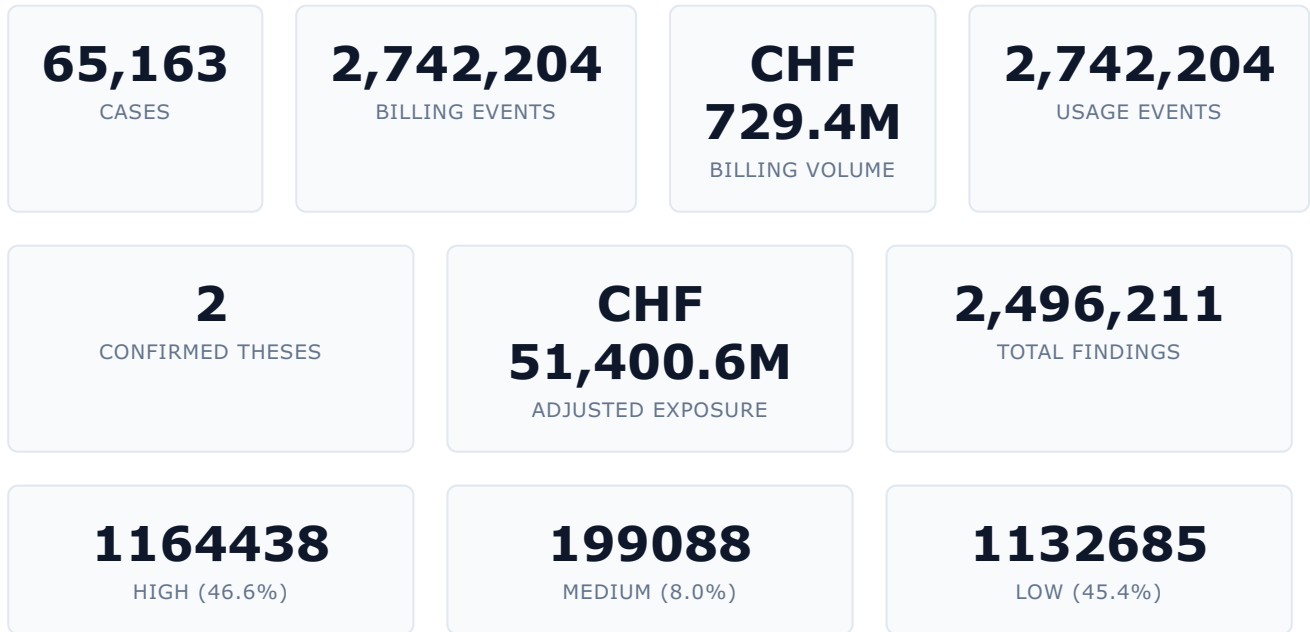 65,163
CASES
2,742,204
BILLING EVENTS
CHF
729.4M
BILLING VOLUME
2,742,204
USAGE EVENTS
2
CONFIRMED THESES
CHF
51,400.6M
ADJUSTED EXPOSURE
2,496,211
TOTAL FINDINGS
1164438
HIGH (46.6%)
199088
MEDIUM (8.0%)
1132685
LOW (45.4%)